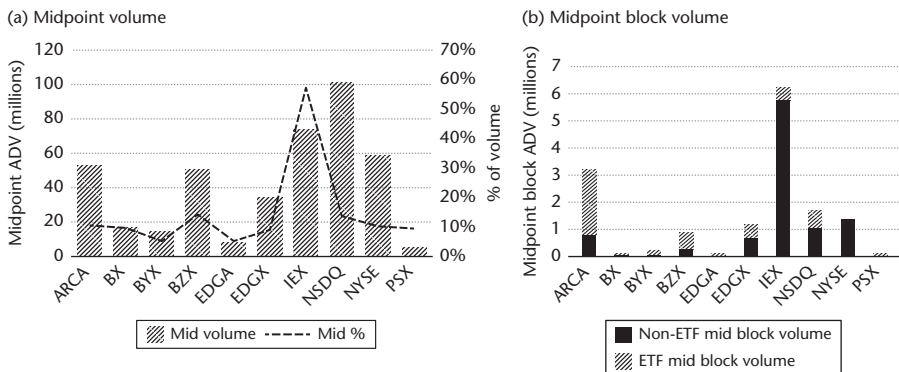 (a) Midpoint volume
Midpoint ADV (millions)
120
100
80
60
40
20
0
70%
60%
50%
40%
30%
20%
10%
0%
% of volume
ARCA
BX
BYX
BZX
EDGA
EDGX
IEX
NSDQ
NYSE
PSX
Mid volume
Mid %
(b) Midpoint block volume
Midpoint block ADV (millions)
7
6
5
4
3
2
1
0
ARCA
BX
BYX
BZX
EDGA
EDGX
IEX
NSDQ
NYSE
PSX
Non-ETF mid block volume
ETF mid block volume